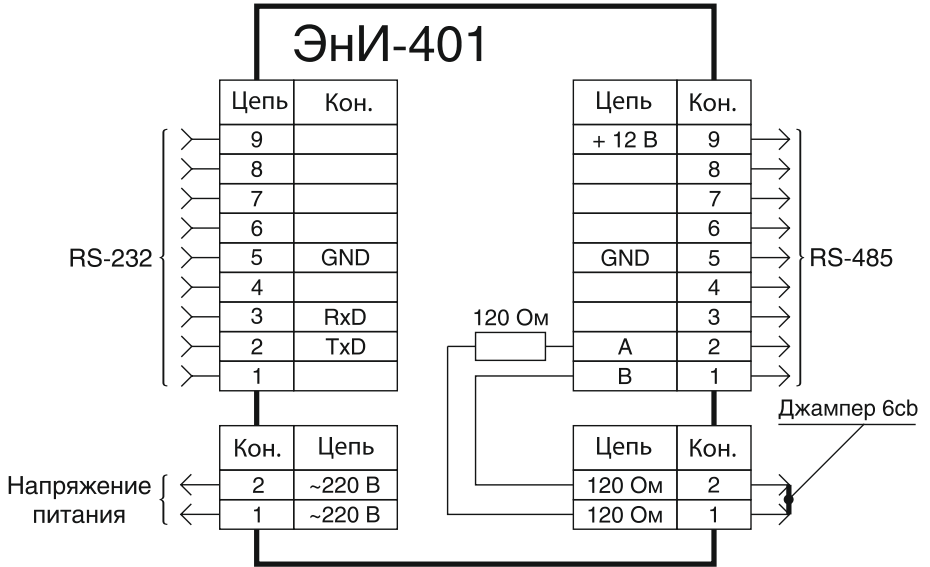 ЭнИ-401
Цепь Кон.
9
8
7
6
RS-232 5 GND
4
3 RxD
2 TxD
1
Цепь Кон.
+ 12 В 9
8
7
6
GND 5 RS-485
4
3
120 Ом
А 2
В 1
Джампер 6cb
Кон. Цепь
Напряжение
питания
2 ~220 В
1 ~220 В
Цепь Кон.
120 Ом 2
120 Ом 1